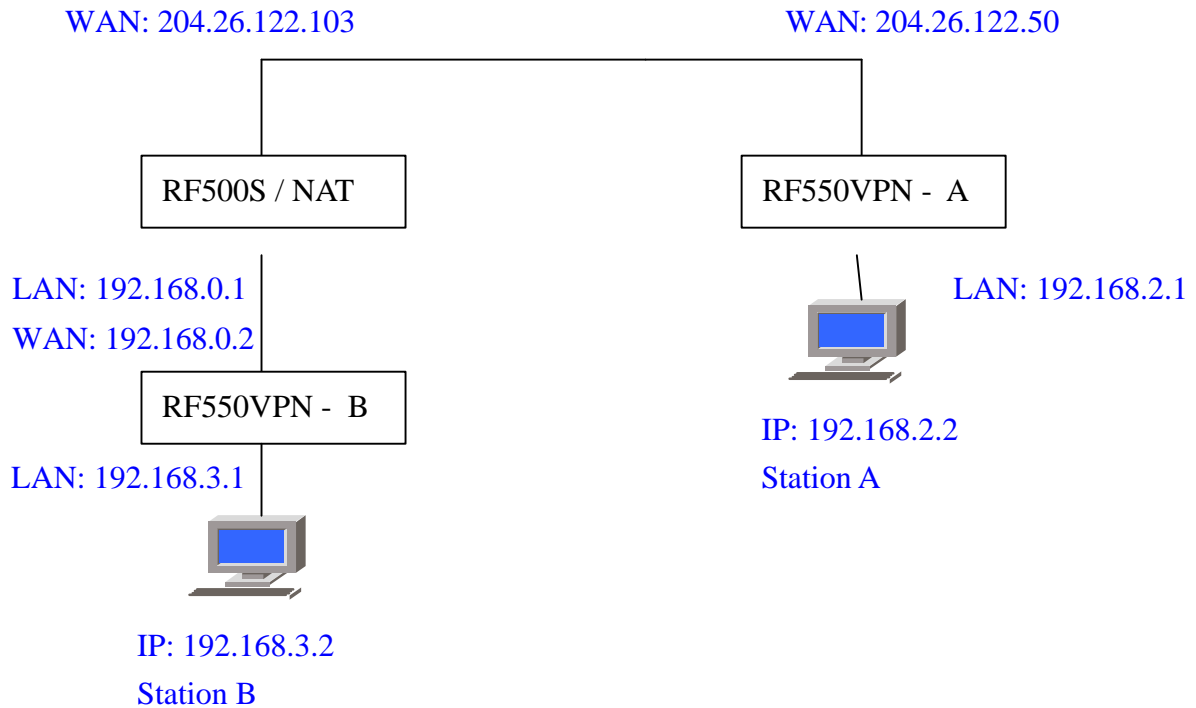 WAN: 204.26.122.103
WAN: 204.26.122.50
RF500S / NAT
RF550VPN - A
LAN: 192.168.0.1
LAN: 192.168.2.1
WAN: 192.168.0.2
RF550VPN - B
IP: 192.168.2.2
LAN: 192.168.3.1
Station A
IP: 192.168.3.2
Station B